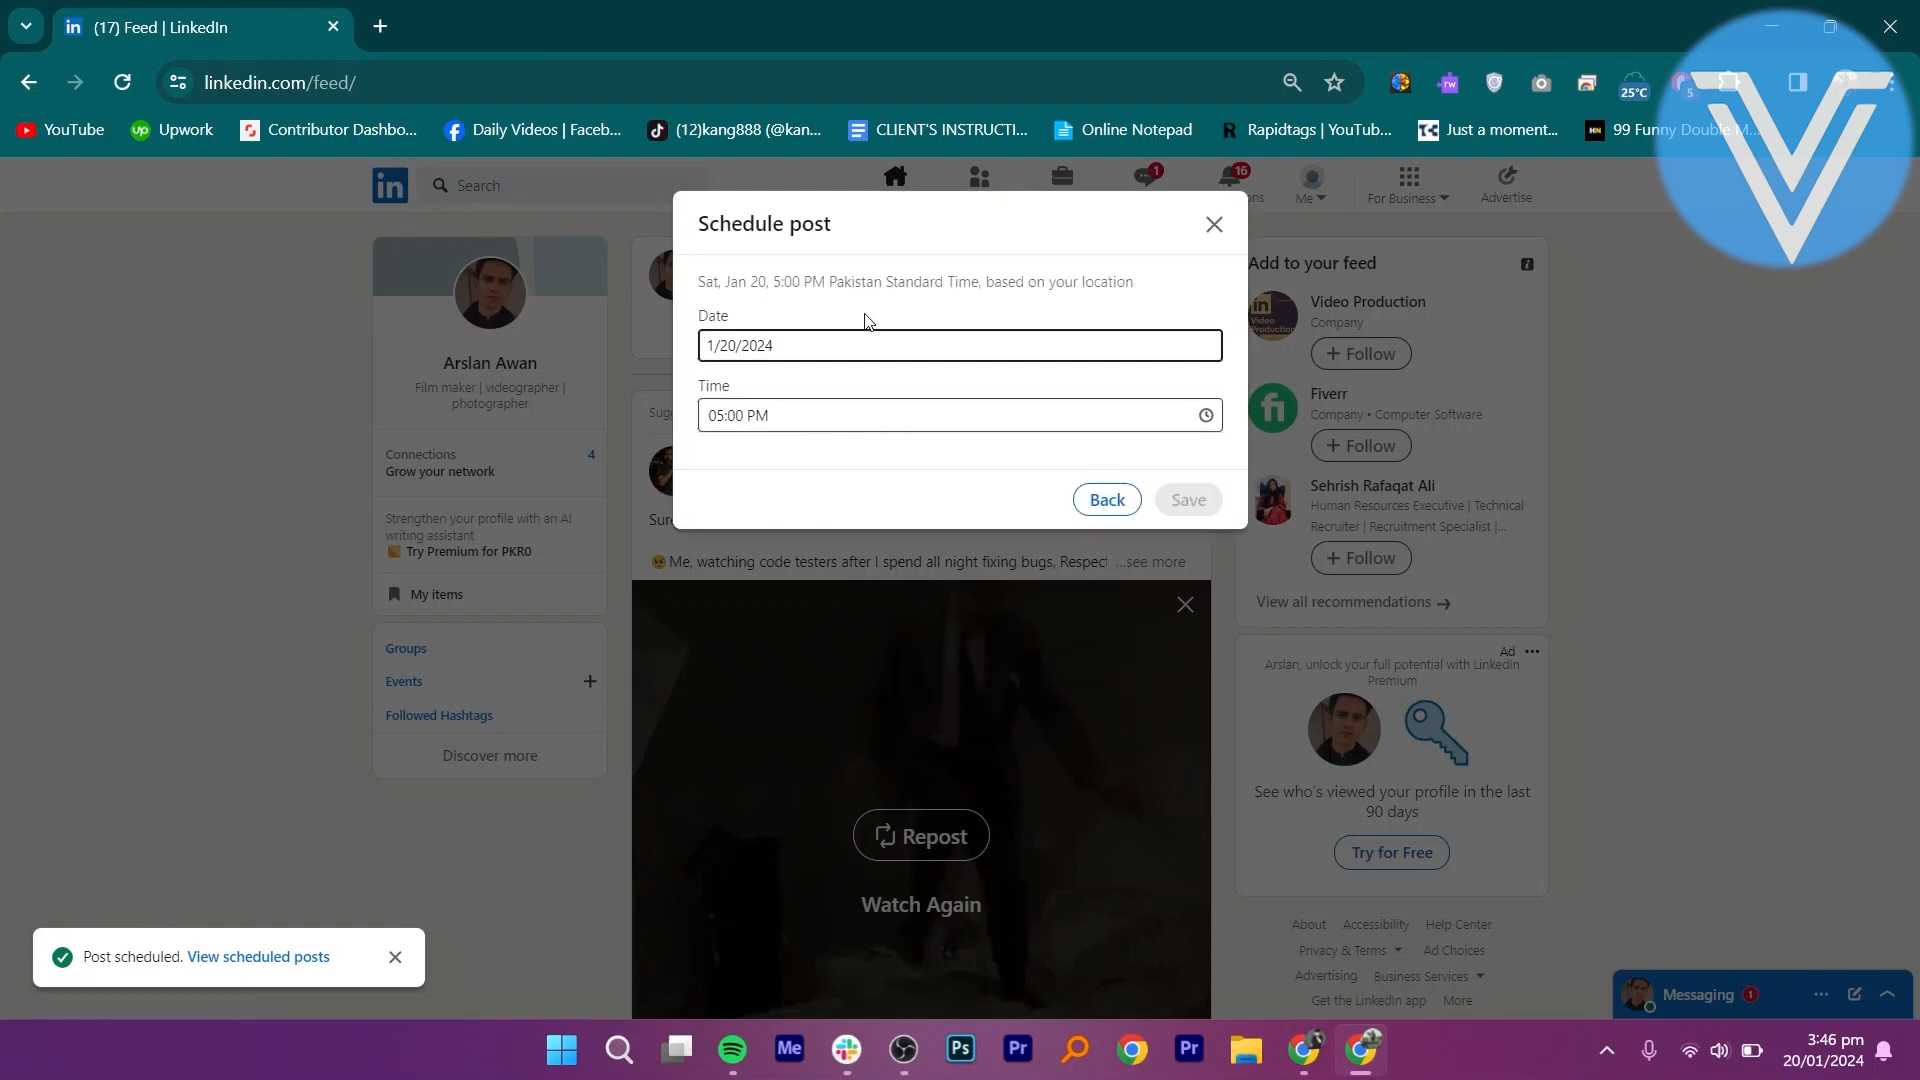 (17) Feed | LinkedIn
linkedin.com/feed/
25°C
5
YouTube
Upwork
Contributor Dashbo...
Daily Videos | Faceb...
(12)kang888 (@kan...
CLIENT'S INSTRUCTI...
Online Notepad
Rapidtags | YouTub...
Just a moment...
99 Funny Double M...
in
Search
1
16
Me
For Business
Advertise
Schedule post
Sat, Jan 20, 5:00 PM Pakistan Standard Time, based on your location
Date
1/20/2024
Time
05:00 PM
Back
Save
Arslan Awan
Film maker | videographer |
photographer
Connections
4
Grow your network
Strengthen your profile with an AI
writing assistant
Try Premium for PKR0
My items
Groups
Events
Followed Hashtags
Discover more
🥺Me, watching code testers after I spend all night fixing bugs, Respect
...see more
Repost
Watch Again
Add to your feed
Video Production
Company
+ Follow
Fiverr
Company • Computer Software
+ Follow
Sehrish Rafaqat Ali
Human Resources Executive | Technical
Recruiter | Recruitment Specialist |...
+ Follow
View all recommendations →
Ad
Arslan, unlock your full potential with LinkedIn
Premium
See who's viewed your profile in the last
90 days
Try for Free
About
Accessibility
Help Center
Privacy & Terms
Ad Choices
Advertising
Business Services
Get the LinkedIn app
More
Post scheduled. View scheduled posts
Messaging
1
Me
Ps
Pr
Pr
3:46 pm
20/01/2024